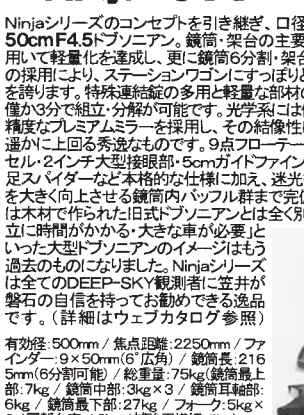 Ninjaシリーズのコンセプトを引き継ぎ、口径
50cmF4.5ドブソニアン。鏡筒・架台の主要
用いて軽量化を達成し、更に鏡筒6分割・架台
の採用により、ステーションワゴンにすっぽり
を誇ります。特殊連結錠の多用と軽量な部材
僅か3分で組立・分解が可能です。光学系には
精度なプレミアムミラーを採用し、その結像性
遥かに上回る秀逸なものです。9点フローテー
セル・2インチ大型接眼部・5cmガイドファイン
足スパイダーなど本格的な仕様に加え、迷光
を大きく向上させる鏡筒内バッフル群まで完
は木材で作られた旧式ドブソニアンとは全く別
立に時間がかかる・大きな車が必要」と
いった大型ドブソニアンのイメージはもう
過去のものになりました。Ninjaシリーズ
は全てのDEEP-SKY観測者に笠井が
磐石の自信を持ってお勧めできる逸品
です。(詳細はウェブカタログ参照)
有効径:500mm / 焦点距離:2250mm / ファ
インダー:9×50mm(6°広角) / 鏡筒長:216
5mm(6分割可能) / 総重量:75kg(鏡筒最上
部:7kg / 鏡筒中部:3kg×3 / 鏡筒耳軸部:
6kg / 鏡筒最下部:27kg / フォーク:5kg×